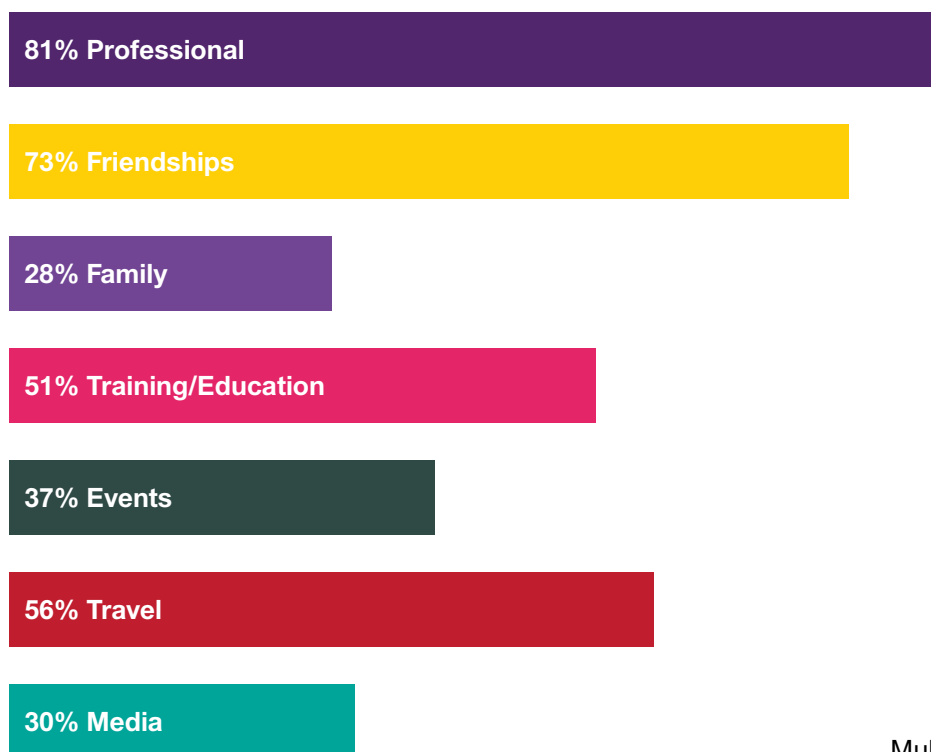 81% Professional
73% Friendships
28% Family
51% Training/Education
37% Events
56% Travel
30% Media